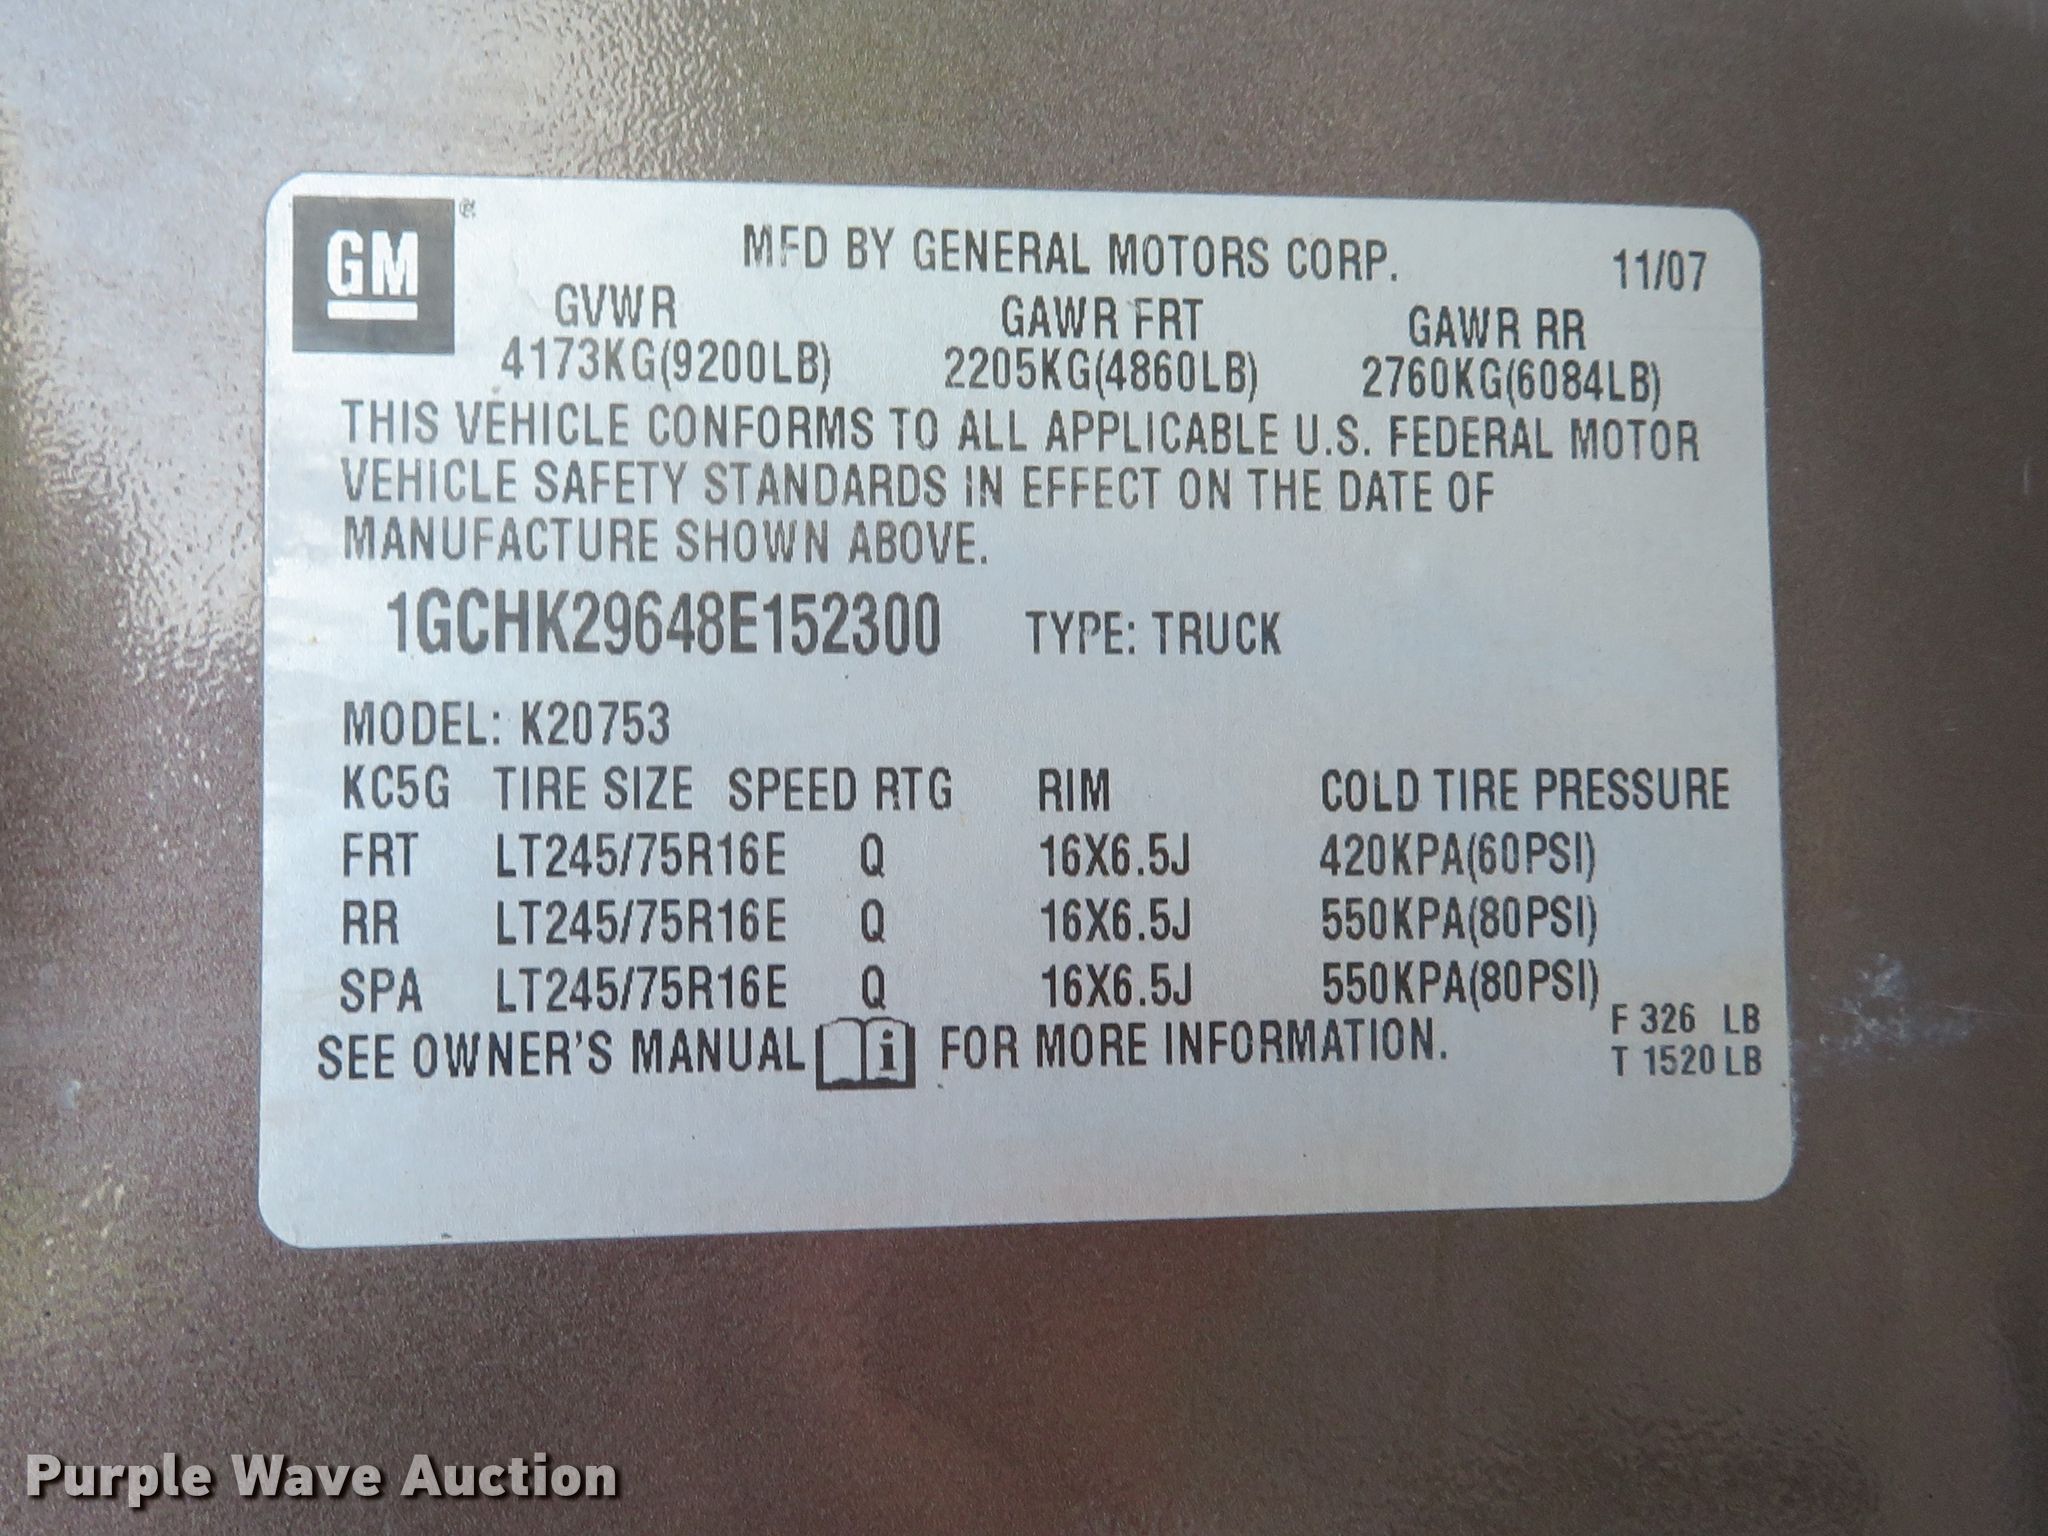 GM
MFD BY GENERAL MOTORS CORP. 11/07
GVWR GAWR FRT GAWR RR
4173KG(9200LB) 2205KG(4860LB) 2760KG(6084LB)
THIS VEHICLE CONFORMS TO ALL APPLICABLE U.S. FEDERAL MOTOR
VEHICLE SAFETY STANDARDS IN EFFECT ON THE DATE OF
MANUFACTURE SHOWN ABOVE.
1GCHK29648E152300 TYPE: TRUCK
MODEL: K20753
KC5G TIRE SIZE SPEED RTG RIM COLD TIRE PRESSURE
FRT LT245/75R16E Q 16X6.5J 420KPA(60PSI)
RR LT245/75R16E Q 16X6.5J 550KPA(80PSI)
SPA LT245/75R16E Q 16X6.5J 550KPA(80PSI)
SEE OWNER'S MANUAL i FOR MORE INFORMATION.
F 326 LB
T 1520 LB
Purple Wave Auction